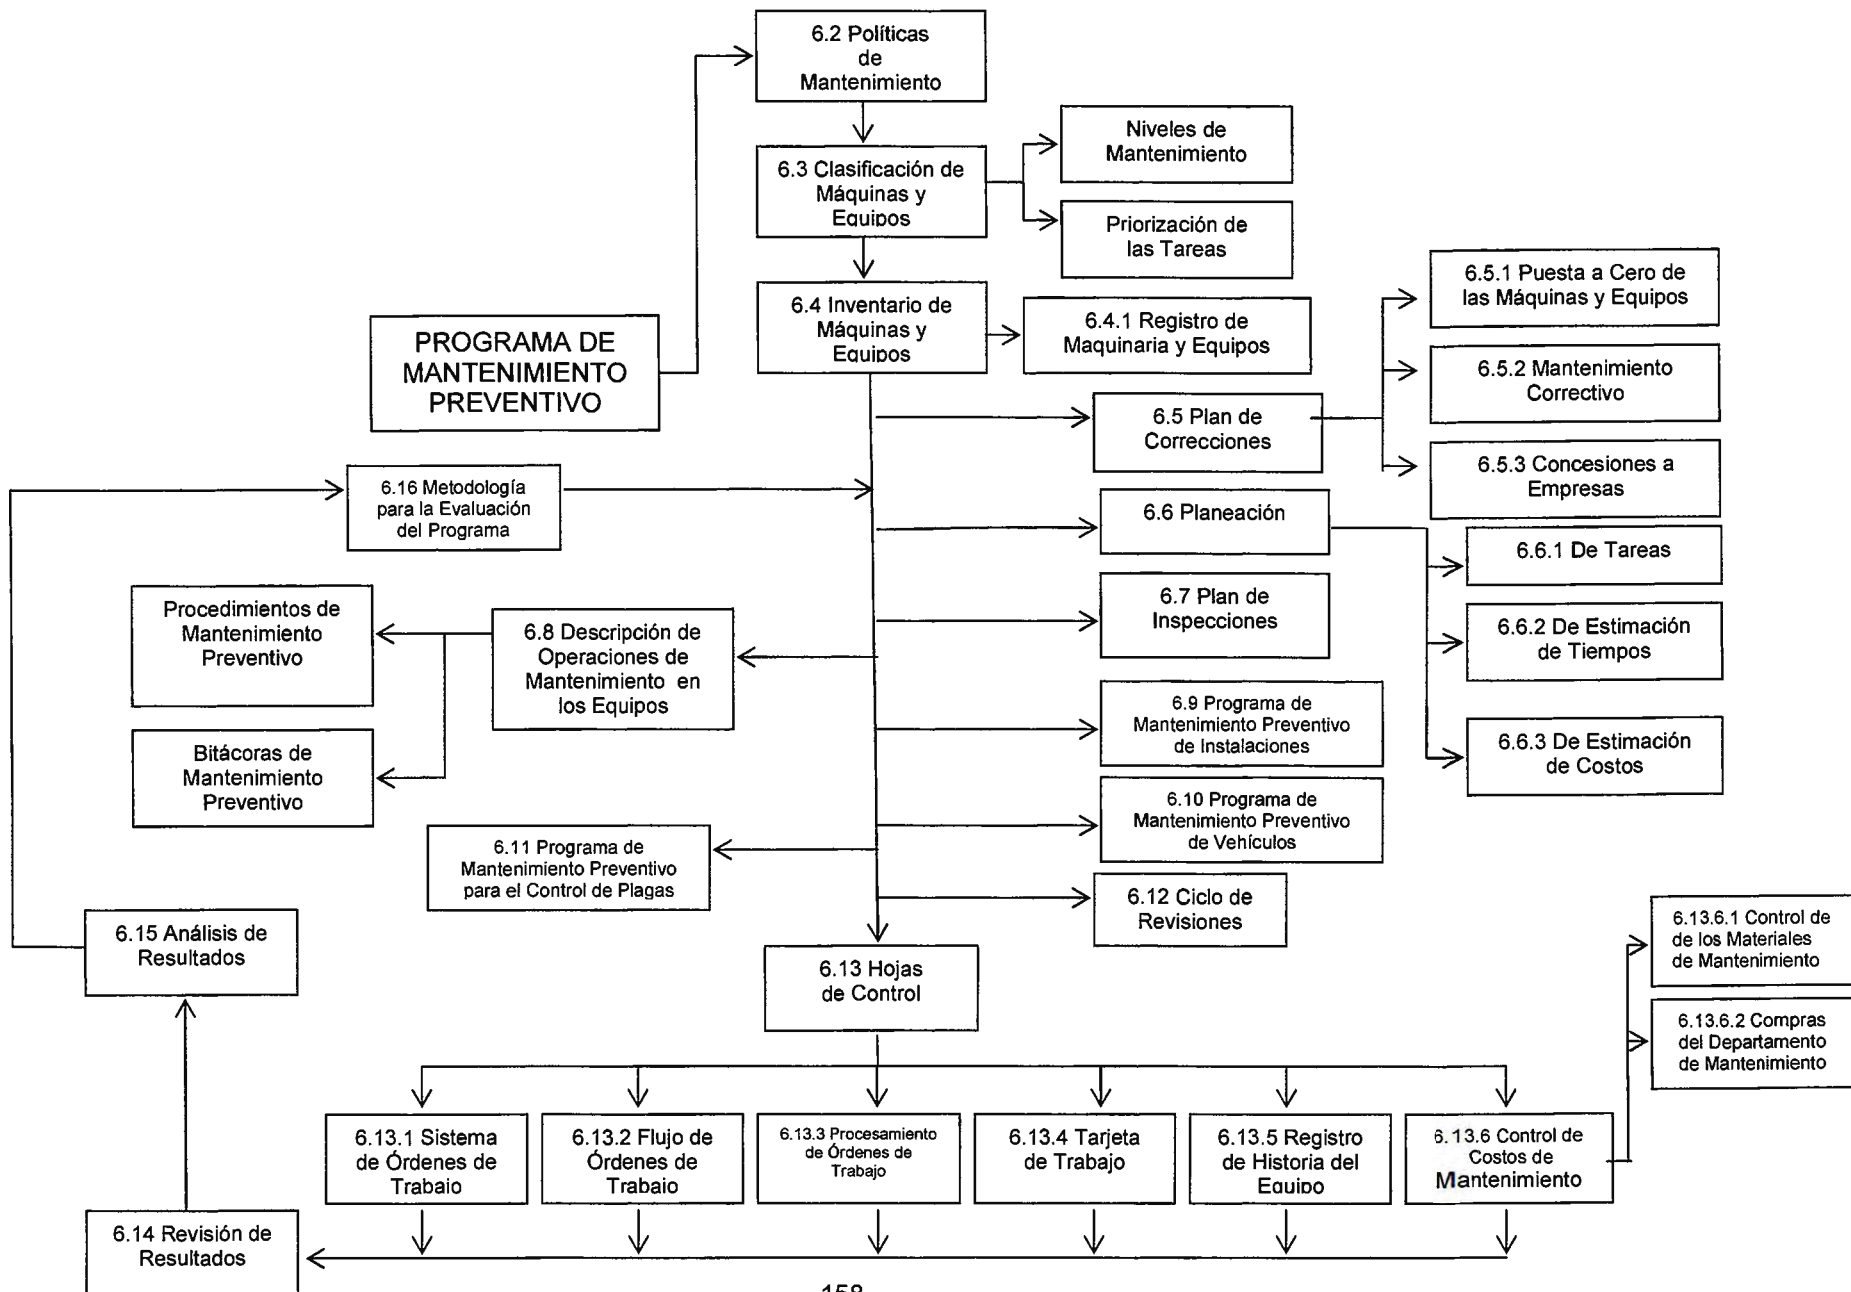 6.2 Políticas
de
Mantenimiento
Niveles de
Mantenimiento
6.3 Clasificación de
Máquinas y
Equipos
Priorización de
las Tareas
6.4 Inventario de
Máquinas y
Equipos
6.4.1 Registro de
Maquinaria y Equipos
6.5.1 Puesta a Cero de
las Máquinas y Equipos
PROGRAMA DE
MANTENIMIENTO
PREVENTIVO
6.5.2 Mantenimiento
Correctivo
6.5 Plan de
Correcciones
6.5.3 Concesiones a
Empresas
6.16 Metodología
para la Evaluación
del Programa
6.6 Planeación
6.6.1 De Tareas
6.7 Plan de
Inspecciones
6.6.2 De Estimación
de Tiempos
Procedimientos de
Mantenimiento
Preventivo
6.8 Descripción de
Operaciones de
Mantenimiento en
los Equipos
6.9 Programa de
Mantenimiento Preventivo
de Instalaciones
6.6.3 De Estimación
de Costos
Bitácoras de
Mantenimiento
Preventivo
6.10 Programa de
Mantenimiento Preventivo
de Vehículos
6.11 Programa de
Mantenimiento Preventivo
para el Control de Plagas
6.12 Ciclo de
Revisiones
6.15 Análisis de
Resultados
6.13 Hojas
de Control
6.13.6.1 Control de
de los Materiales
de Mantenimiento
6.13.6.2 Compras
del Departamento
de Mantenimiento
6.13.1 Sistema
de Órdenes de
Trabajo
6.13.2 Flujo de
Órdenes de
Trabajo
6.13.3 Procesamiento
de Órdenes de
Trabajo
6.13.4 Tarjeta
de Trabajo
6.13.5 Registro
de Historia del
Equipo
6.13.6 Control de
Costos de
Mantenimiento
6.14 Revisión de
Resultados
158